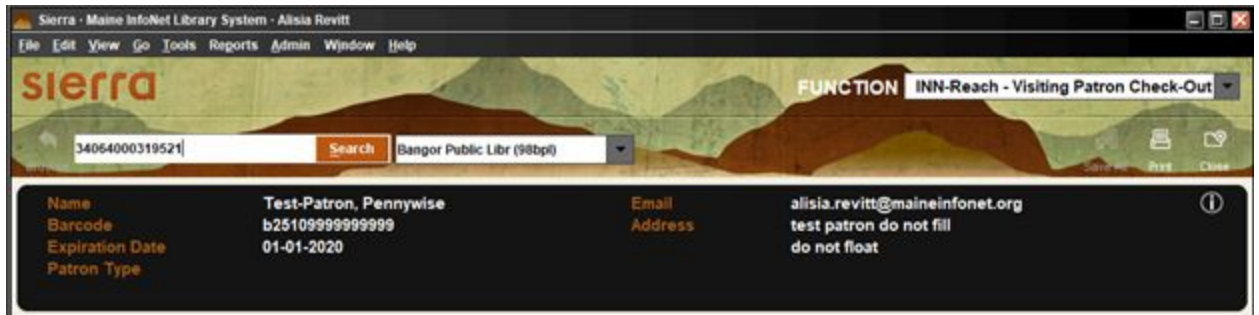 Sierra · Maine InfoNet Library System · Alisia Revitt
File Edit View Go Tools Reports Admin Window Help
sierra
FUNCTION INN-Reach - Visiting Patron Check-Out
34064000319521 Search Bangor Public Libr (98bpl)
Print Close
Name Test-Patron, Pennywise Email alisia.revitt@maineinfonet.org
Barcode b25109999999999 Address test patron do not fill
Expiration Date 01-01-2020 do not float
Patron Type